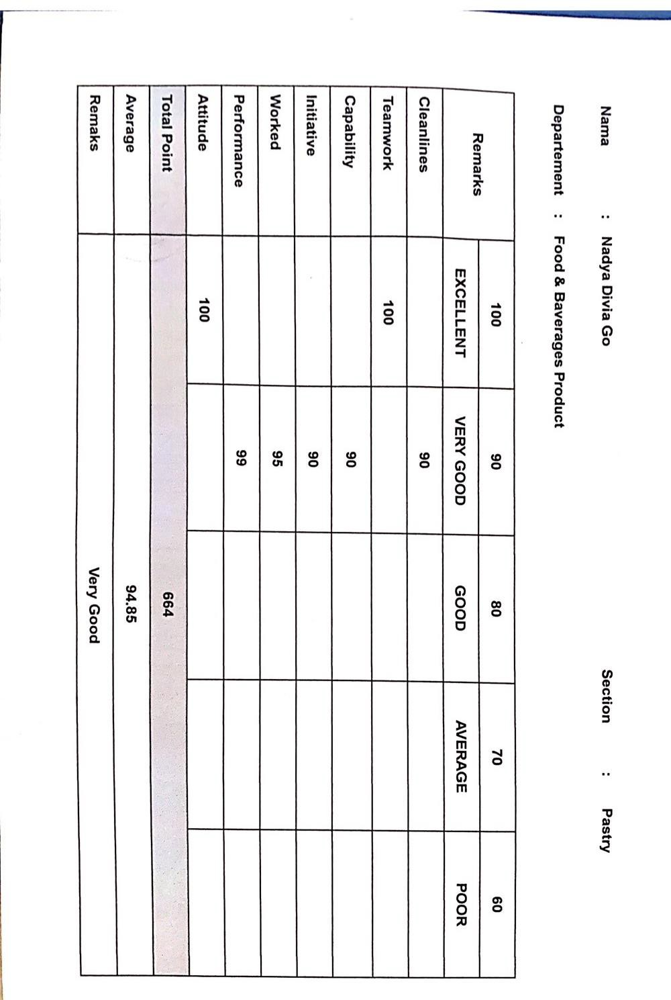 Nama : Nadya Divia Go Section : Pastry
Departement : Food & Baverages Product
Remarks 100 90 80 70 60
EXCELLENT VERY GOOD GOOD AVERAGE POOR
Cleanlines 90
Teamwork 100
Capability 90
Initiative 90
Worked 95
Performance 99
Attitude 100
Total Point 664
Average 94.85
Remaks Very Good